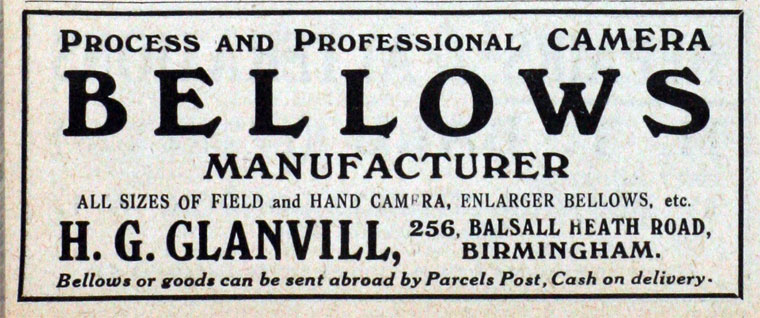 PROCESS AND PROFESSIONAL CAMERA
BELLOWS
MANUFACTURER
ALL SIZES OF FIELD and HAND CAMERA, ENLARGER BELLOWS, etc.
H. G. GLANVILL, 256, BALSALL HEATH ROAD,
BIRMINGHAM.
Bellows or goods can be sent abroad by Parcels Post, Cash on delivery.